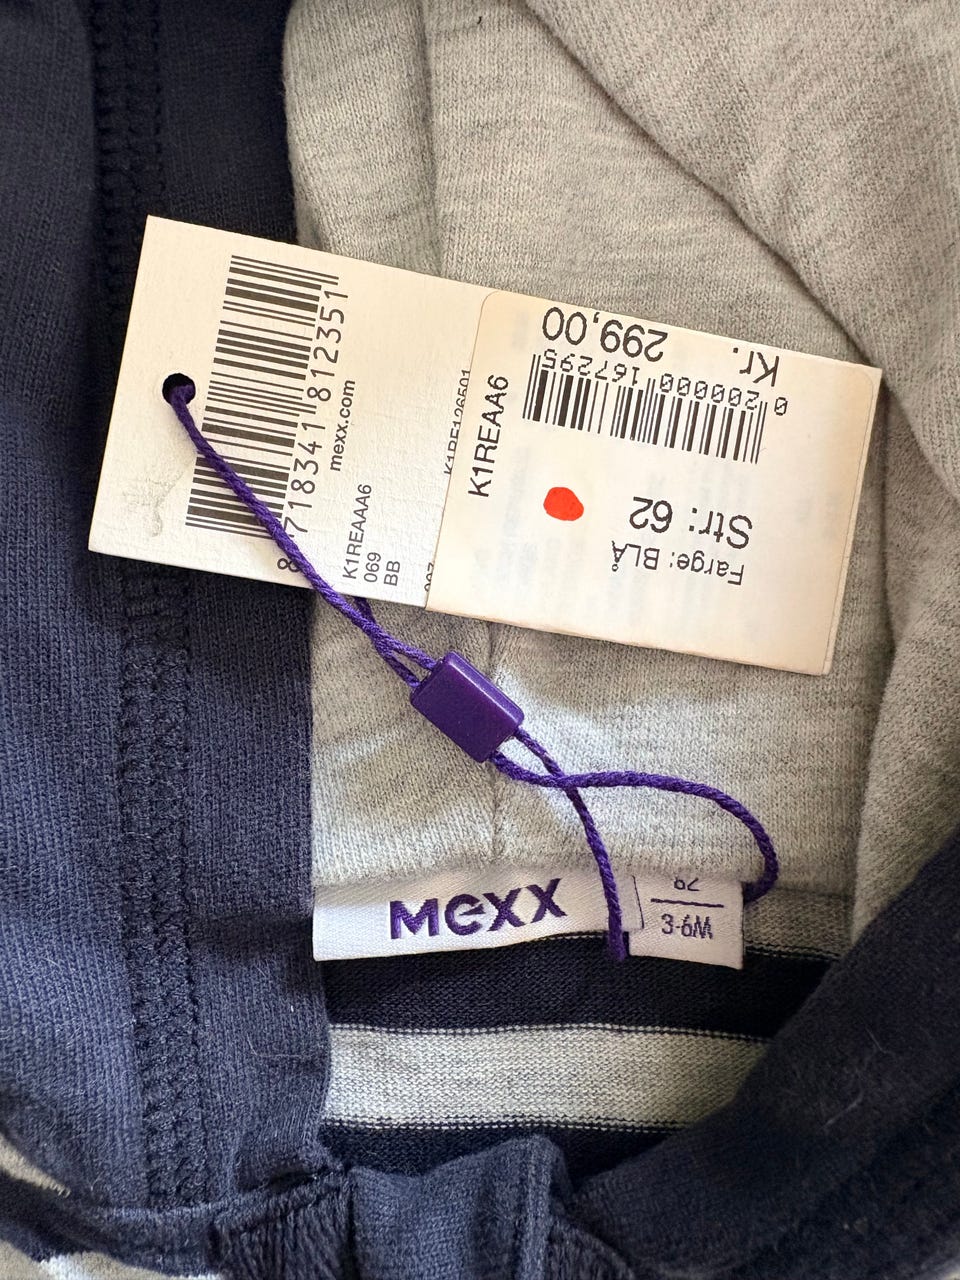 8 718341 812351
mexx.com
K1REAAA6
069
BB
K1REAA6
Farge: BLÅ
Str: 62
0 200000 167295
Kr. 299,00
mexx
3-6M